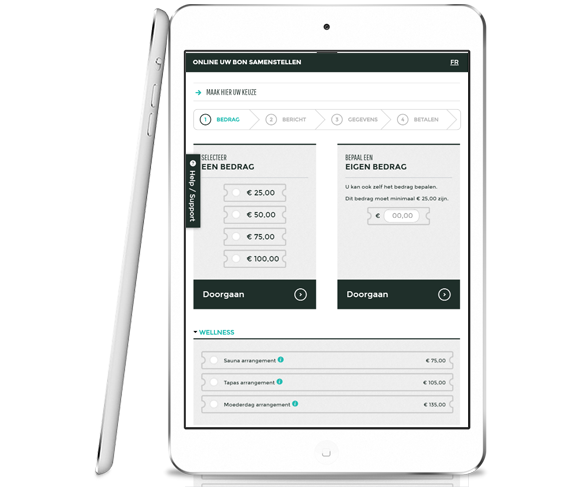 ONLINE UW BON SAMENSTELLEN FR
MAAK HIER UW KEUZE
1 BEDRAG 2 BERICHT 3 GEGEVENS 4 BETALEN
SELECTEER
EEN BEDRAG
€ 25,00
€ 50,00
€ 75,00
€ 100,00
Doorgaan
BEPAAL EEN
EIGEN BEDRAG
U kan ook zelf het bedrag bepalen.
Dit bedrag moet minimaal € 25,00 zijn.
€ 00,00
Doorgaan
Help / Support
WELLNESS
Sauna arrangement € 75,00
Tapas arrangement € 105,00
Moederdag arrangement € 135,00